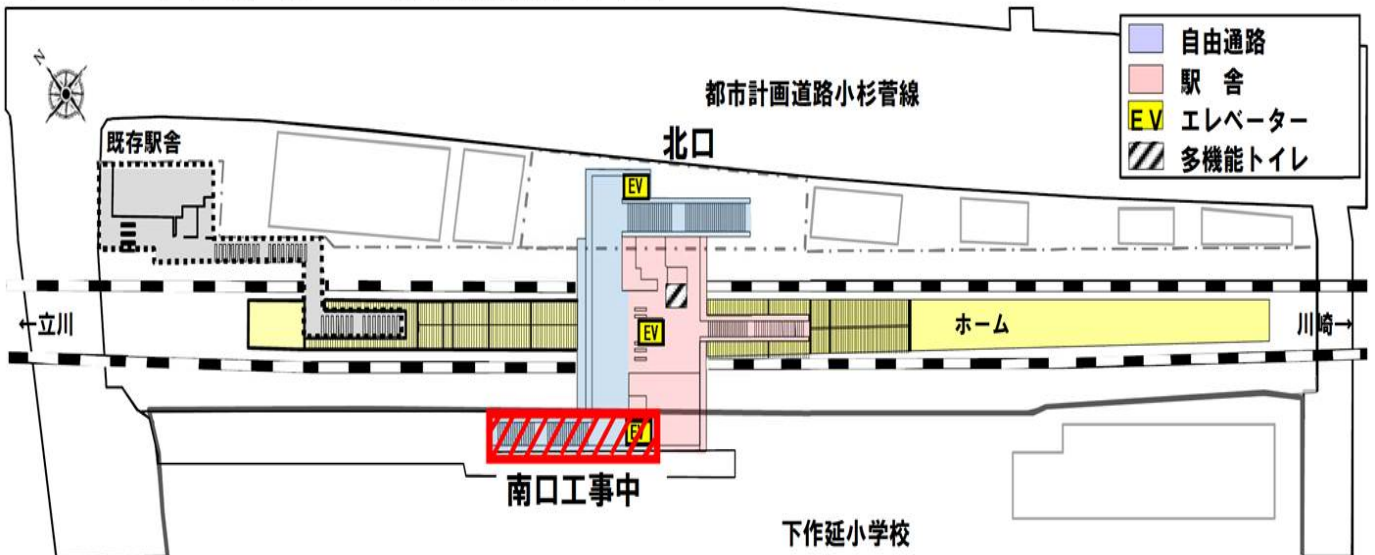 N
都市計画道路小杉菅線
自由通路
駅 舎
EV エレベーター
多機能トイレ
既存駅舎
北口
EV
EV
←立川
ホーム
川崎→
EV
南口工事中
下作延小学校